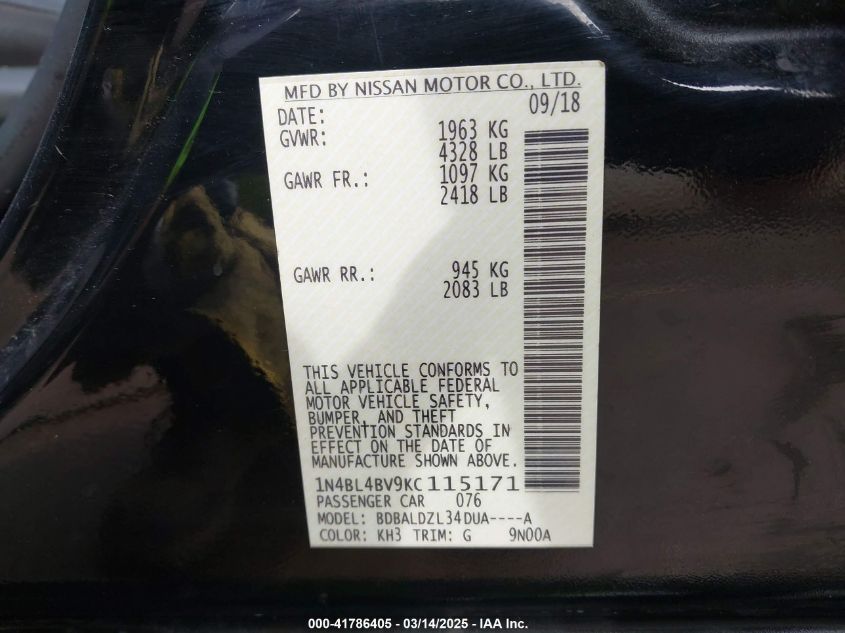 MFD BY NISSAN MOTOR CO., LTD.
DATE: 09/18
GVWR: 1963 KG
4328 LB
GAWR FR.: 1097 KG
2418 LB
GAWR RR.: 945 KG
2083 LB
THIS VEHICLE CONFORMS TO
ALL APPLICABLE FEDERAL
MOTOR VEHICLE SAFETY,
BUMPER, AND THEFT
PREVENTION STANDARDS IN
EFFECT ON THE DATE OF
MANUFACTURE SHOWN ABOVE.
1N4BL4BV9KC115171
PASSENGER CAR 076
MODEL: BDBALDZL34DUA----A
COLOR: KH3 TRIM: G 9N00A
000-41786405 - 03/14/2025 - IAA Inc.